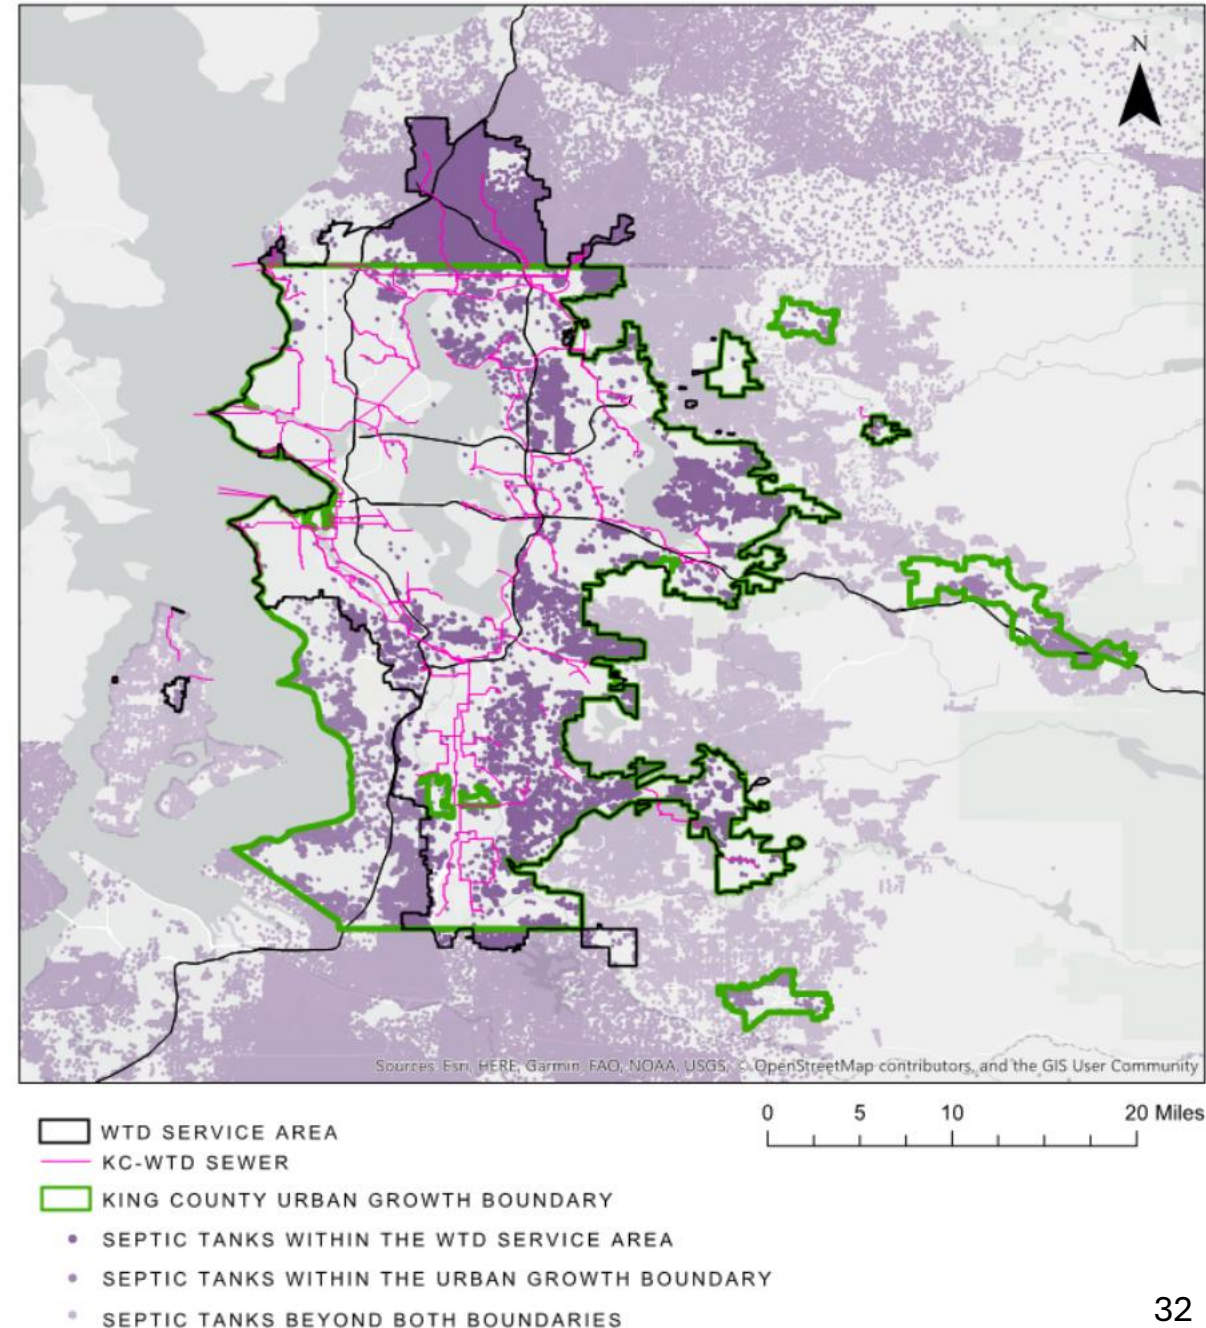 N
Sources: Esri, HERE, Garmin, FAO, NOAA, USGS, © OpenStreetMap contributors, and the GIS User Community
WTD SERVICE AREA
KC-WTD SEWER
KING COUNTY URBAN GROWTH BOUNDARY
SEPTIC TANKS WITHIN THE WTD SERVICE AREA
SEPTIC TANKS WITHIN THE URBAN GROWTH BOUNDARY
SEPTIC TANKS BEYOND BOTH BOUNDARIES
0 5 10 20 Miles
32